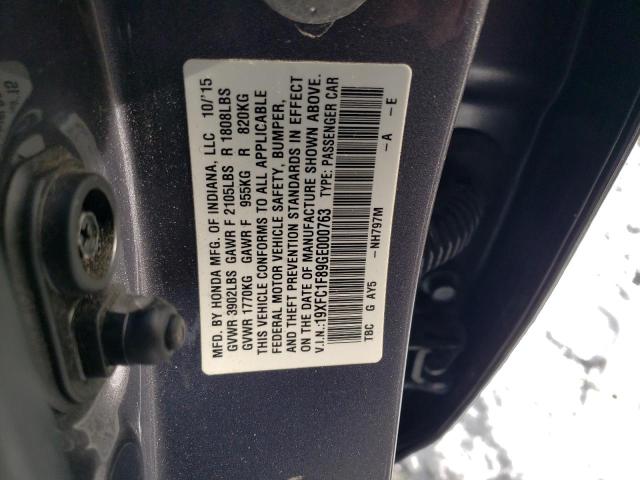 MFD. BY HONDA MFG. OF INDIANA, LLC 10/'15
GVWR 3902LBS GAWR F 2105LBS R 1808LBS
GVWR 1770KG GAWR F 955KG R 820KG
THIS VEHICLE CONFORMS TO ALL APPLICABLE
FEDERAL MOTOR VEHICLE SAFETY, BUMPER,
AND THEFT PREVENTION STANDARDS IN EFFECT
ON THE DATE OF MANUFACTURE SHOWN ABOVE.
V.I.N.:19XFC1F89GE000763 TYPE: PASSENGER CAR
TBC G AY5 -NH797M -A -E